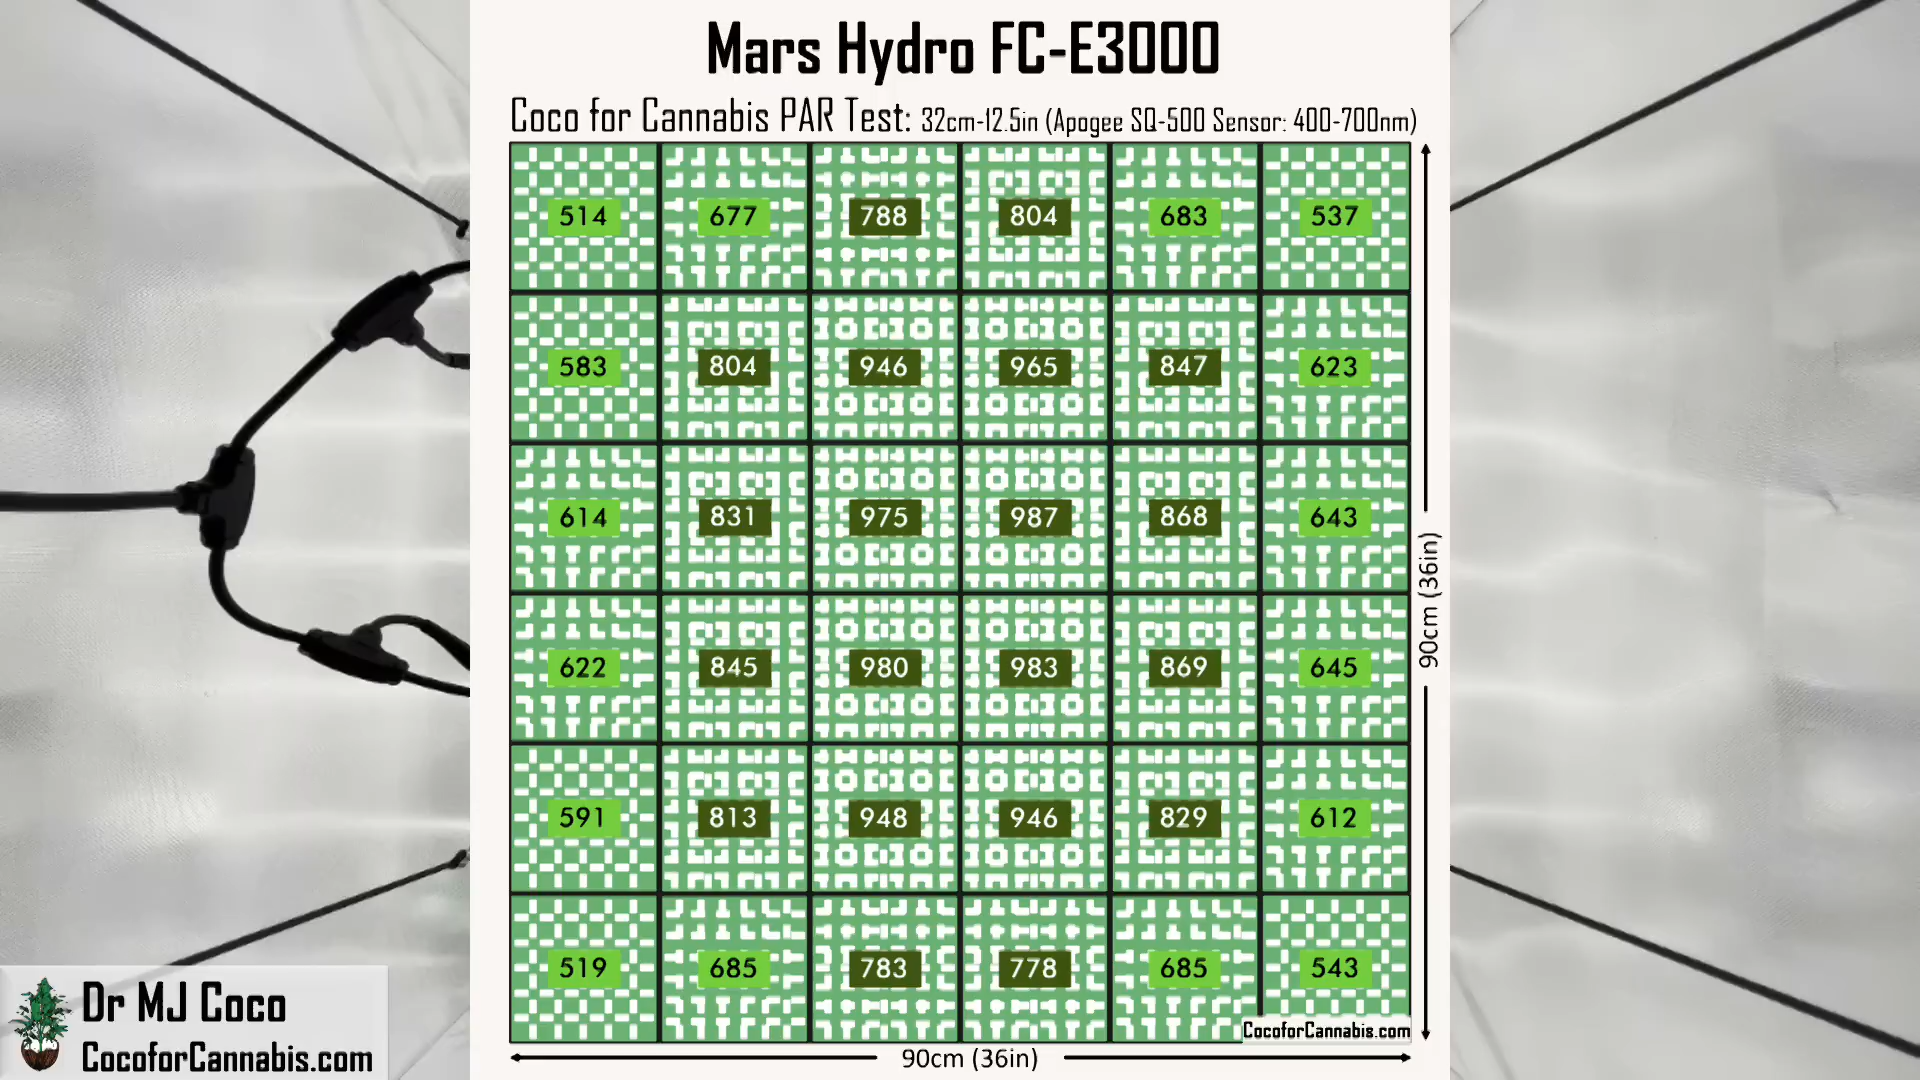 Mars Hydro FC-E3000
Coco for Cannabis PAR Test: 32cm-12.5in (Apogee SQ-500 Sensor: 400-700nm)
514 677 788 804 683 537
583 804 946 965 847 623
614 831 975 987 868 643
622 845 980 983 869 645
591 813 948 946 829 612
519 685 783 778 685 543
90cm (36in)
CocoforCannabis.com
90cm (36in)
Dr MJ Coco
CocoforCannabis.com